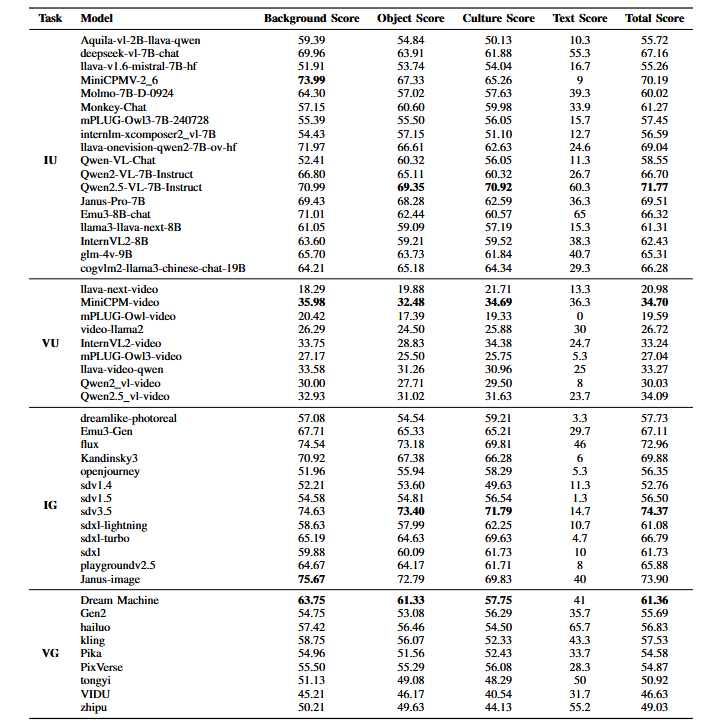 Task Model Background Score Object Score Culture Score Text Score Total Score
Aquila-vl-2B-llava-qwen 59.39 54.84 50.13 10.3 55.72
deepseek-vl-7B-chat 69.96 63.91 61.88 55.3 67.16
llava-v1.6-mistral-7B-hf 51.91 53.74 54.04 16.7 55.26
MiniCPMV-2_6 73.99 67.33 65.26 9 70.19
Molmo-7B-D-0924 64.30 57.02 57.63 39.3 60.02
Monkey-Chat 57.15 60.60 59.98 33.9 61.27
mPLUG-Owl3-7B-240728 55.39 55.50 56.05 15.7 57.45
internlm-xcomposer2_vl-7B 54.43 57.15 51.10 12.7 56.59
llava-onevision-qwen2-7B-ov-hf 71.97 66.61 62.63 24.6 69.04
IU Qwen-VL-Chat 52.41 60.32 56.05 11.3 58.55
Qwen2-VL-7B-Instruct 66.80 65.11 60.32 26.7 66.70
Qwen2.5-VL-7B-Instruct 70.99 69.35 70.92 60.3 71.77
Janus-Pro-7B 69.43 68.28 62.59 36.3 69.51
Emu3-8B-chat 71.01 62.44 60.57 65 66.32
llama3-llava-next-8B 61.05 59.09 57.19 15.3 61.31
InternVL2-8B 63.60 59.21 59.52 38.3 62.43
glm-4v-9B 65.70 63.73 61.84 40.7 65.31
cogvlm2-llama3-chinese-chat-19B 64.21 65.18 64.34 29.3 66.28
llava-next-video 18.29 19.88 21.71 13.3 20.98
MiniCPM-video 35.98 32.48 34.69 36.3 34.70
mPLUG-Owl-video 20.42 17.39 19.33 0 19.59
video-llama2 26.29 24.50 25.88 30 26.72
VU InternVL2-video 33.75 28.83 34.38 24.7 33.24
mPLUG-Owl3-video 27.17 25.50 25.75 5.3 27.04
llava-video-qwen 33.58 31.26 30.96 25 33.27
Qwen2_vl-video 30.00 27.71 29.50 8 30.03
Qwen2.5_vl-video 32.93 31.02 31.63 23.7 34.09
dreamlike-photoreal 57.08 54.54 59.21 3.3 57.73
Emu3-Gen 67.71 65.33 65.21 29.7 67.11
flux 74.54 73.18 69.81 46 72.96
Kandinsky3 70.92 67.38 66.28 6 69.88
openjourney 51.96 55.94 58.29 5.3 56.35
sdv1.4 52.21 53.60 49.63 11.3 52.76
IG sdv1.5 54.58 54.81 56.54 1.3 56.50
sdv3.5 74.63 73.40 71.79 14.7 74.37
sdxl-lightning 58.63 57.99 62.25 10.7 61.08
sdxl-turbo 65.19 64.63 69.63 4.7 66.79
sdxl 59.88 60.09 61.73 10 61.73
playgroundv2.5 64.67 64.17 61.71 8 65.88
Janus-image 75.67 72.79 69.83 40 73.90
Dream Machine 63.75 61.33 57.75 41 61.36
Gen2 54.75 53.08 56.29 35.7 55.69
hailuo 57.42 56.46 54.50 65.7 56.83
kling 58.75 56.07 52.33 43.3 57.53
VG Pika 54.96 51.56 52.43 33.7 54.58
PixVerse 55.50 55.29 56.08 28.3 54.87
tongyi 51.13 49.08 48.29 50 50.92
VIDU 45.21 46.17 40.54 31.7 46.63
zhipu 50.21 49.63 44.13 55.2 49.03